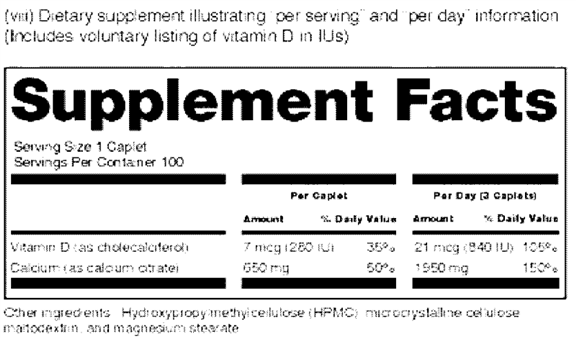 (viii) Dietary supplement illustrating "per serving" and "per day" information
(Includes voluntary listing of vitamin D in IUs)
Supplement Facts
Serving Size 1 Caplet
Servings Per Container 100
Per Caplet Per Day (3 Caplets)
Amount % Daily Value Amount % Daily Value
Vitamin D (as cholecalciferol) 7 mcg (280 IU) 35% 21 mcg (840 IU) 105%
Calcium (as calcium citrate) 650 mg 50% 1950 mg 150%
Other ingredients: Hydroxypropyl methylcellulose (HPMC), microcrystalline cellulose,
maltodextrin, and magnesium stearate.